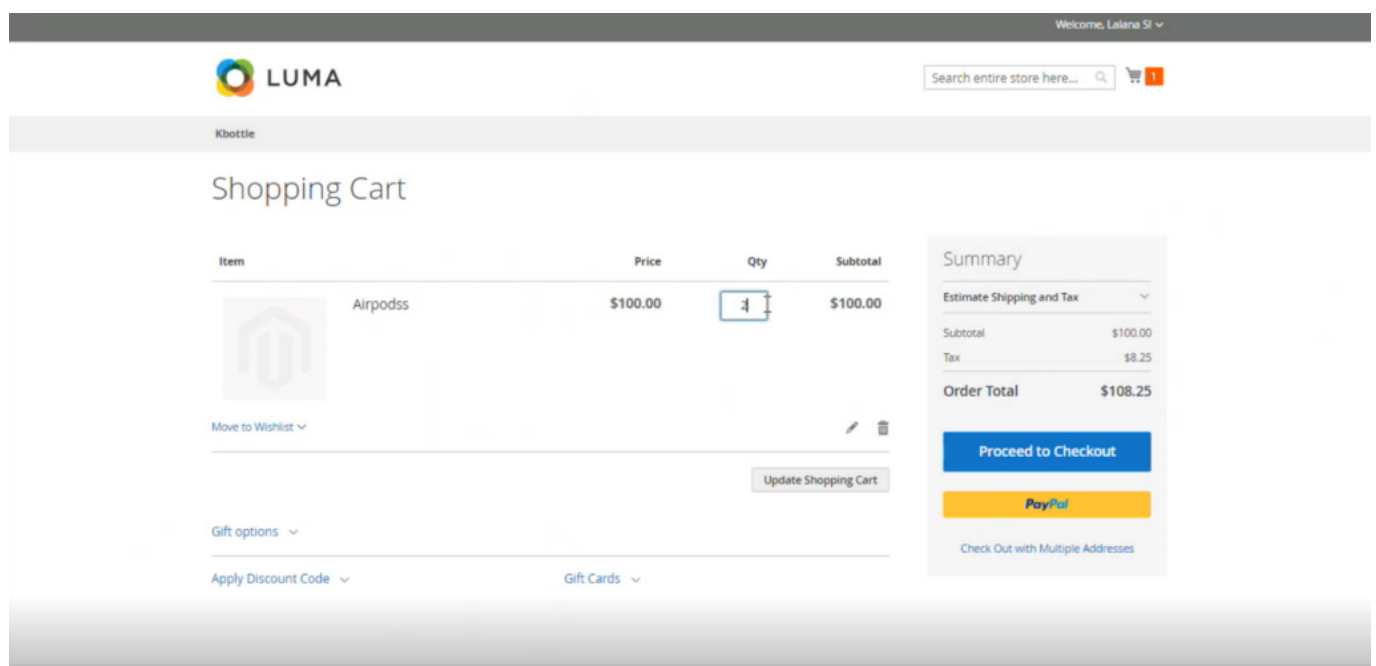 Welcome, Lalana S!
LUMA
Search entire store here... 1
Kbottle
Shopping Cart
Item Price Qty Subtotal
Airpodss $100.00 2 $100.00
Move to Wishlist
Update Shopping Cart
Gift options
Apply Discount Code Gift Cards
Summary
Estimate Shipping and Tax
Subtotal $100.00
Tax $8.25
Order Total $108.25
Proceed to Checkout
PayPal
Check Out with Multiple Addresses